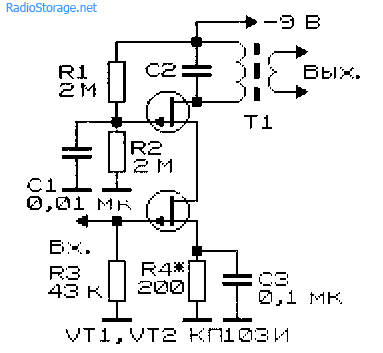 RadioStorage.net
-9 В
R1
2 М
C2
Вых.
T1
R2
2 М
C1
0,01 мк
Вх.
R3
43 к
R4*
200
C3
0,1 мк
VT1, VT2 КП103И